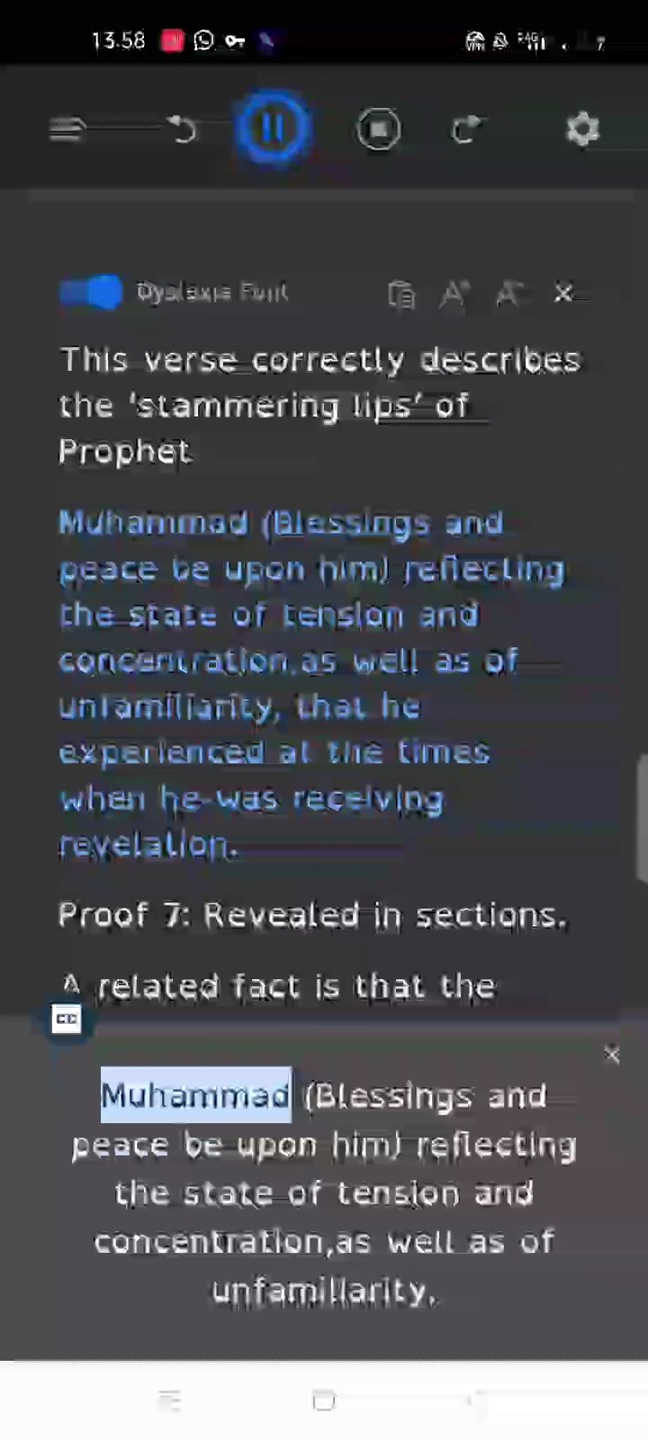 13.58
Dyslexia Font
This verse correctly describes
the 'stammering lips' of
Prophet
Muhammad (Blessings and
peace be upon him) reflecting
the state of tension and
concentration,as well as of
unfamiliarity, that he
experienced at the times
when he was receiving
revelation.
Proof 7: Revealed in sections.
A related fact is that the
CC
Muhammad (Blessings and
peace be upon him) reflecting
the state of tension and
concentration,as well as of
unfamiliarity,